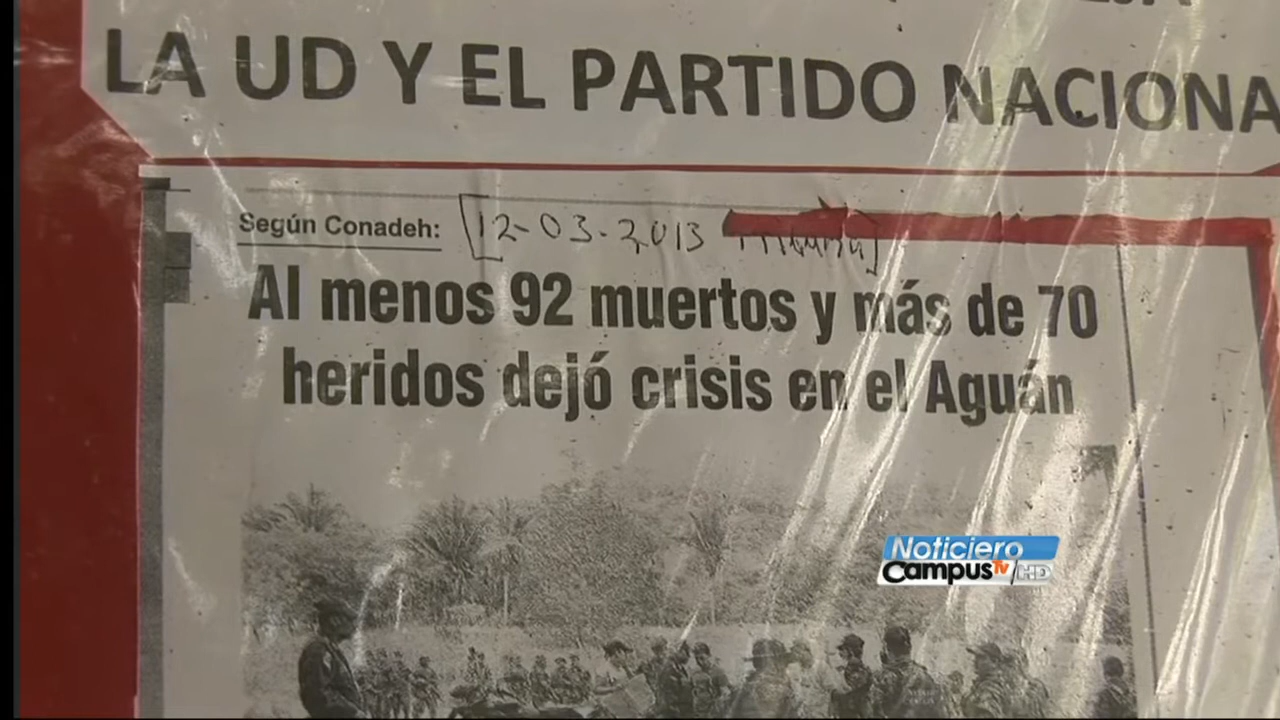 LA UD Y EL PARTIDO NACIONA
Según Conadeh: [12-03-2013
Al menos 92 muertos y más de 70
heridos dejó crisis en el Aguán
Noticiero
Campus Tv /HD